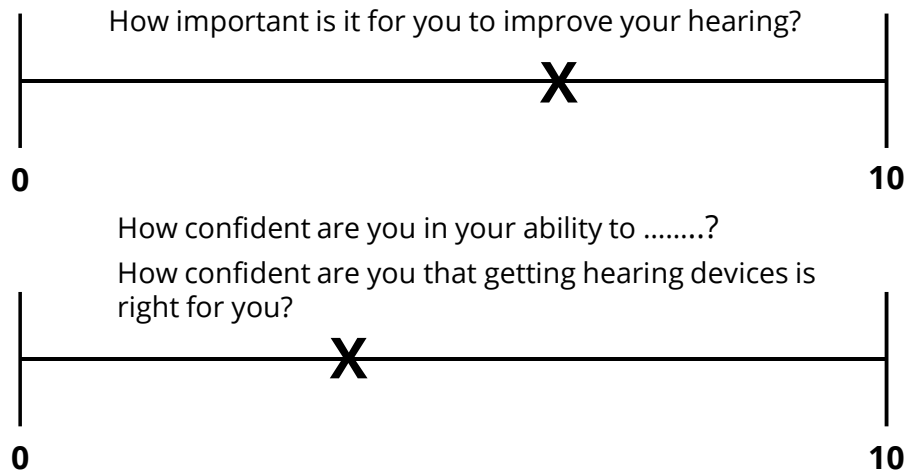 How important is it for you to improve your hearing?
X
0 10
How confident are you in your ability to ……..?
How confident are you that getting hearing devices is
right for you?
X
0 10